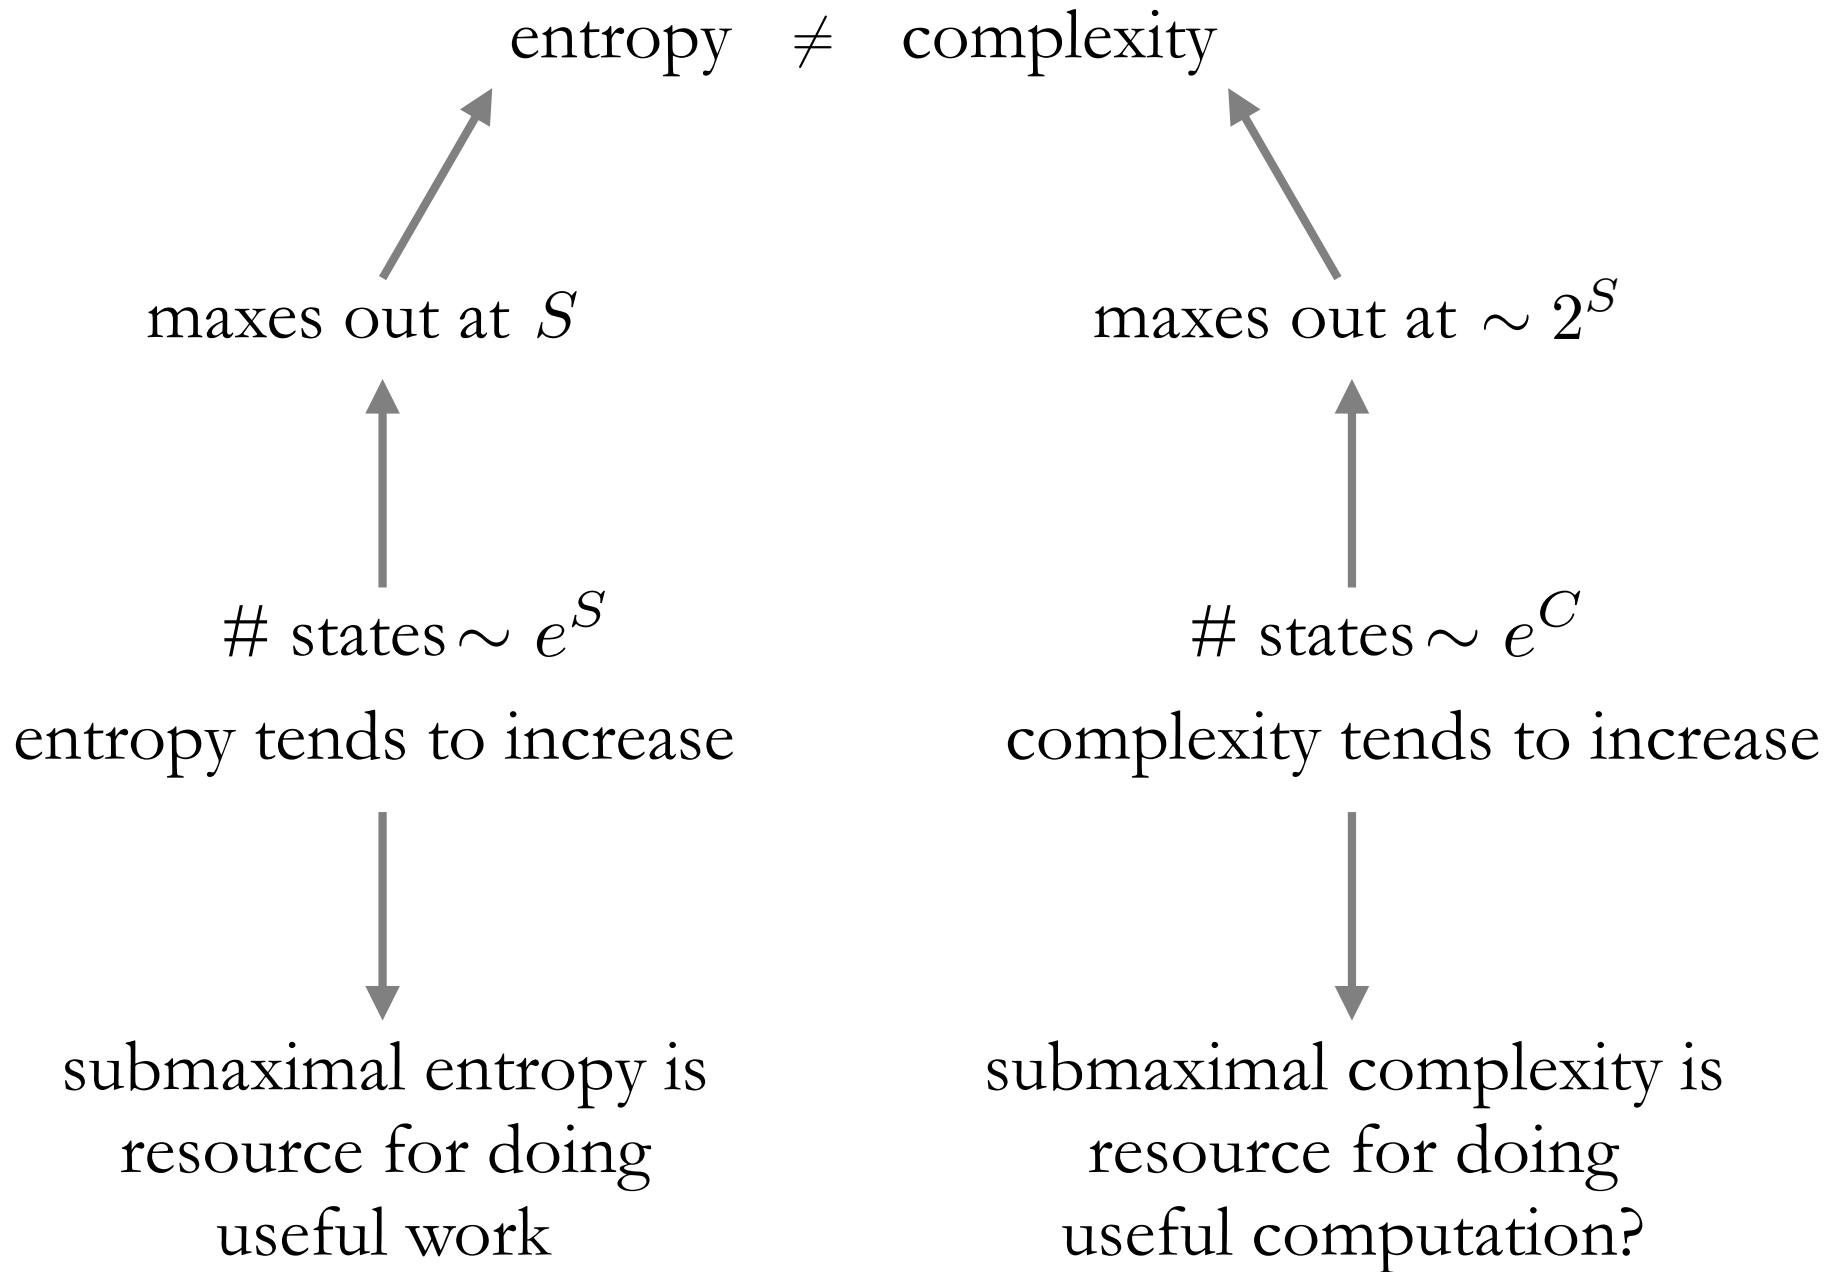 entropy ≠ complexity
maxes out at S
maxes out at ∼ 2^S
# states ∼ e^S
# states ∼ e^C
entropy tends to increase
complexity tends to increase
submaximal entropy is
resource for doing
useful work
submaximal complexity is
resource for doing
useful computation?